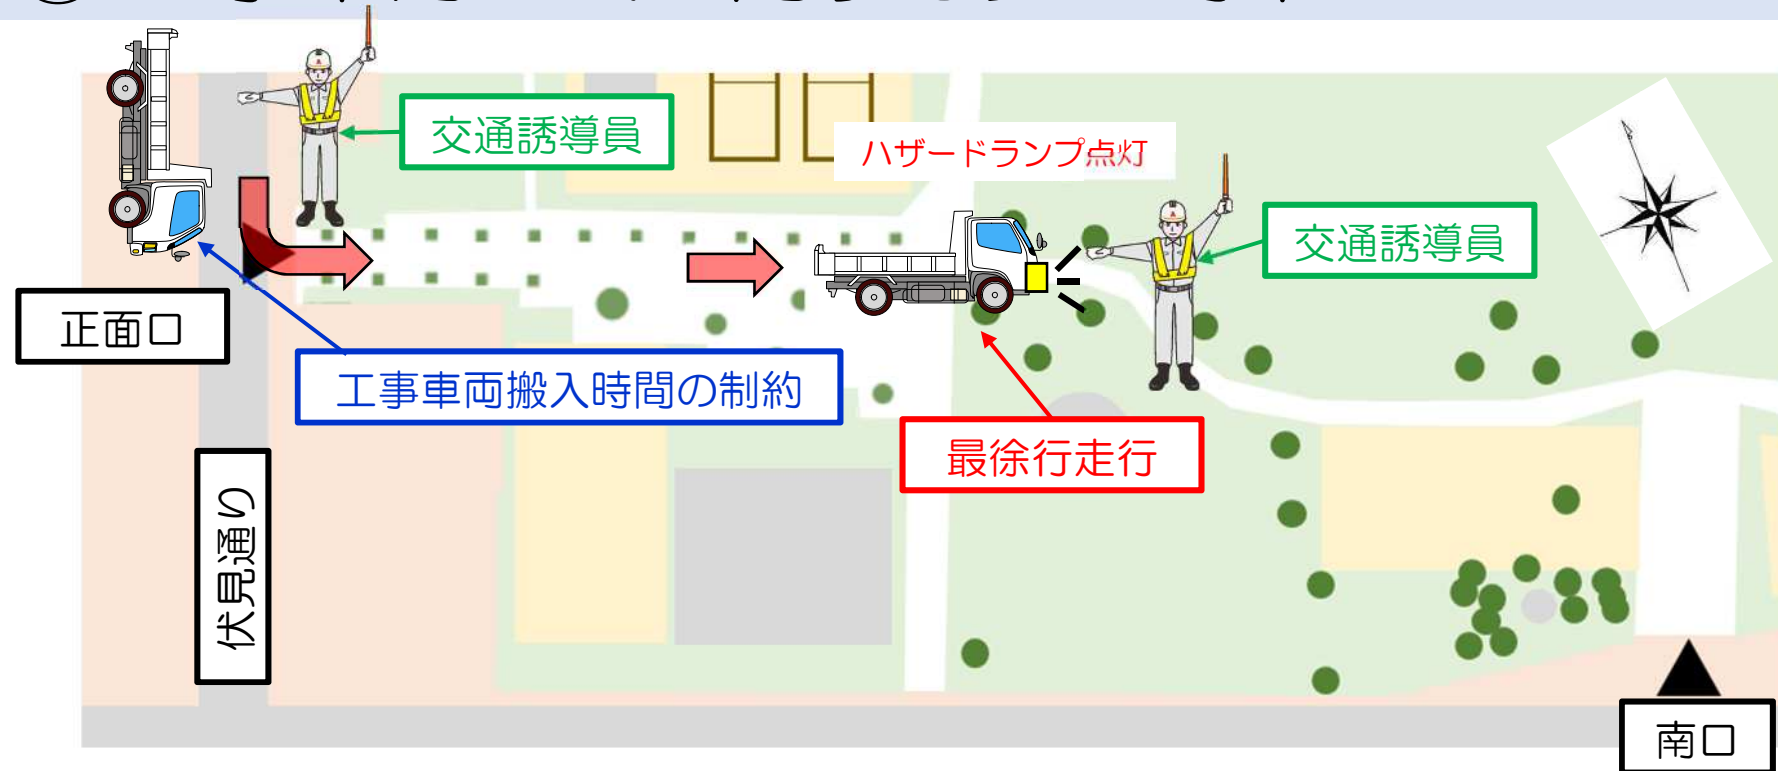 交通誘導員
ハザードランプ点灯
交通誘導員
正面口
工事車両搬入時間の制約
最徐行走行
伏見通り
南口